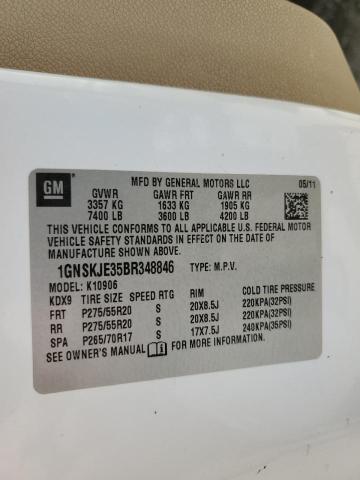 GM
MFD BY GENERAL MOTORS LLC 05/11
GVWR GAWR FRT GAWR RR
3357 KG 1633 KG 1905 KG
7400 LB 3600 LB 4200 LB
THIS VEHICLE CONFORMS TO ALL APPLICABLE U.S. FEDERAL MOTOR
VEHICLE SAFETY STANDARDS IN EFFECT ON THE DATE OF
MANUFACTURE SHOWN ABOVE.
1GNSKJE35BR348846 TYPE: M.P.V.
MODEL: K10906
KDX9 TIRE SIZE SPEED RTG RIM COLD TIRE PRESSURE
FRT P275/55R20 S 20X8.5J 220KPA(32PSI)
RR P275/55R20 S 20X8.5J 220KPA(32PSI)
SPA P265/70R17 S 17X7.5J 240KPA(35PSI)
SEE OWNER'S MANUAL FOR MORE INFORMATION.